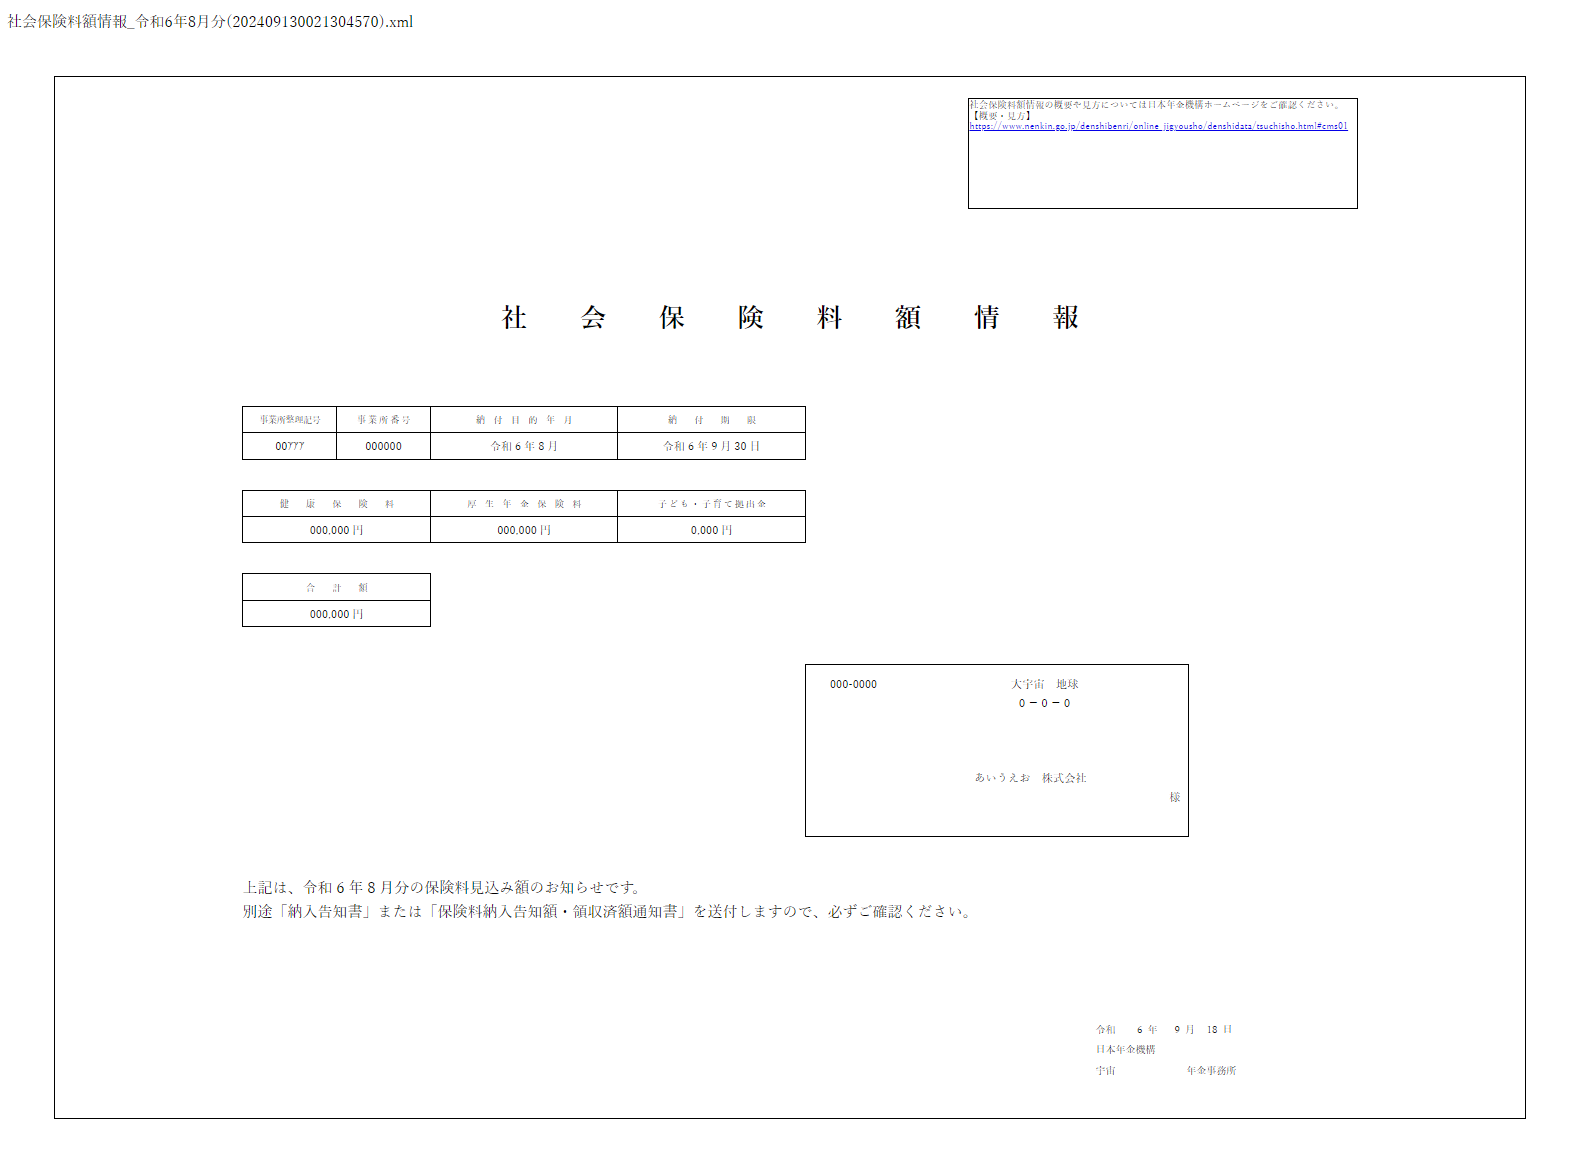 社会保険料額情報_令和6年8月分(202409130021304570).xml
社会保険料額情報の概要や見方については日本年金機構ホームページをご確認ください。
【概要・見方】
https://www.nenkin.go.jp/denshibenri/online_jigyousho/denshidata/tsuchisho.html#cms01
社会保険料額情報
事業所整理記号 事業所番号 納付目的年月 納付期限
00ｱｱｱ 000000 令和 6 年 8 月 令和 6 年 9 月 30 日
健康保険料 厚生年金保険料 子ども・子育て拠出金
000,000 円 000,000 円 0,000 円
合計額
000,000 円
000-0000 大宇宙　地球
０－０－０
あいうえお　株式会社
様
上記は、令和 6 年 8 月分の保険料見込み額のお知らせです。
別途「納入告知書」または「保険料納入告知額・領収済額通知書」を送付しますので、必ずご確認ください。
令和 6 年 9 月 18 日
日本年金機構
宇宙 年金事務所